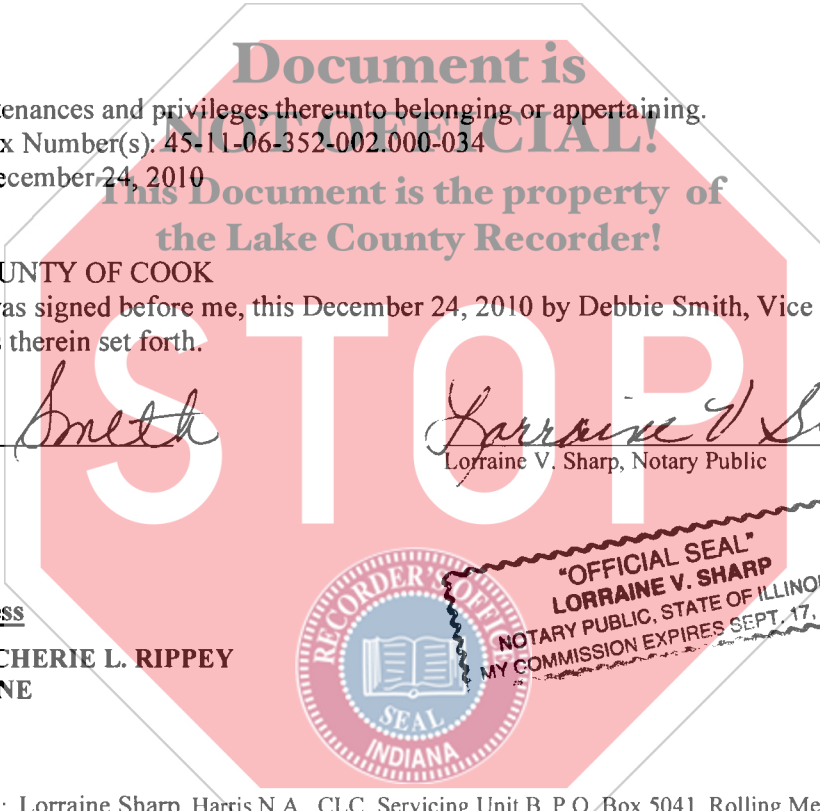 Document is
tenances and privileges thereunto belonging or appertaining.
NOT OFFICIAL!
x Number(s): 45-11-06-352-002.000-034
ecember 24, 2010
This Document is the property of
the Lake County Recorder!
UNTY OF COOK
was signed before me, this December 24, 2010 by Debbie Smith, Vice
s therein set forth.
STOP
Smith
Lorraine V S
Lorraine V. Sharp, Notary Public
"OFFICIAL SEAL"
LORRAINE V. SHARP
NOTARY PUBLIC, STATE OF ILLINOI
MY COMMISSION EXPIRES SEPT. 17,
RECORDER'S OFFICE
SEAL
INDIANA
ess
CHERIE L. RIPPEY
NE
: Lorraine Sharp, Harris N.A., CLC, Servicing Unit B, P.O. Box 5041, Rolling Me